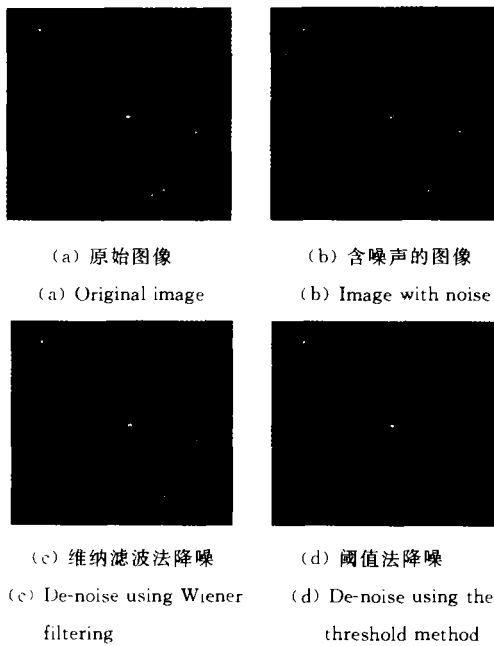 (a) 原始图像
(a) Original image
(b) 含噪声的图像
(b) Image with noise
(c) 维纳滤波法降噪
(c) De-noise using Wiener
filtering
(d) 阈值法降噪
(d) De-noise using the
threshold method